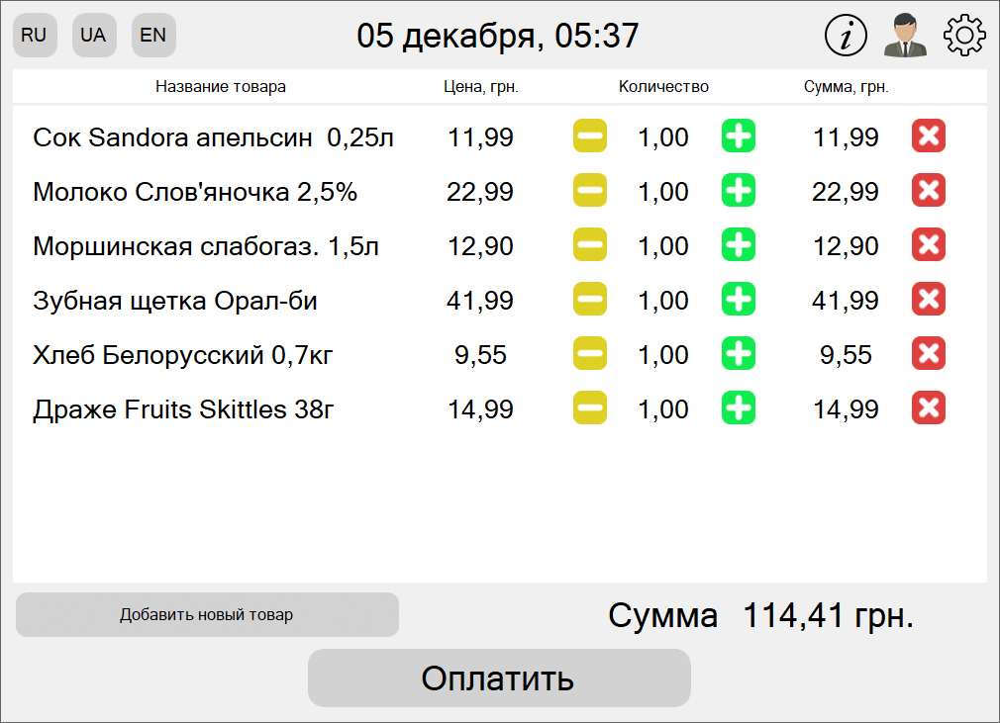 RU UA EN 05 декабря, 05:37 i
Название товара Цена, грн. Количество Сумма, грн.
Сок Sandora апельсин 0,25л 11,99 1,00 11,99
Молоко Слов'яночка 2,5% 22,99 1,00 22,99
Моршинская слабогаз. 1,5л 12,90 1,00 12,90
Зубная щетка Орал-би 41,99 1,00 41,99
Хлеб Белорусский 0,7кг 9,55 1,00 9,55
Драже Fruits Skittles 38г 14,99 1,00 14,99
Добавить новый товар Сумма 114,41 грн.
Оплатить